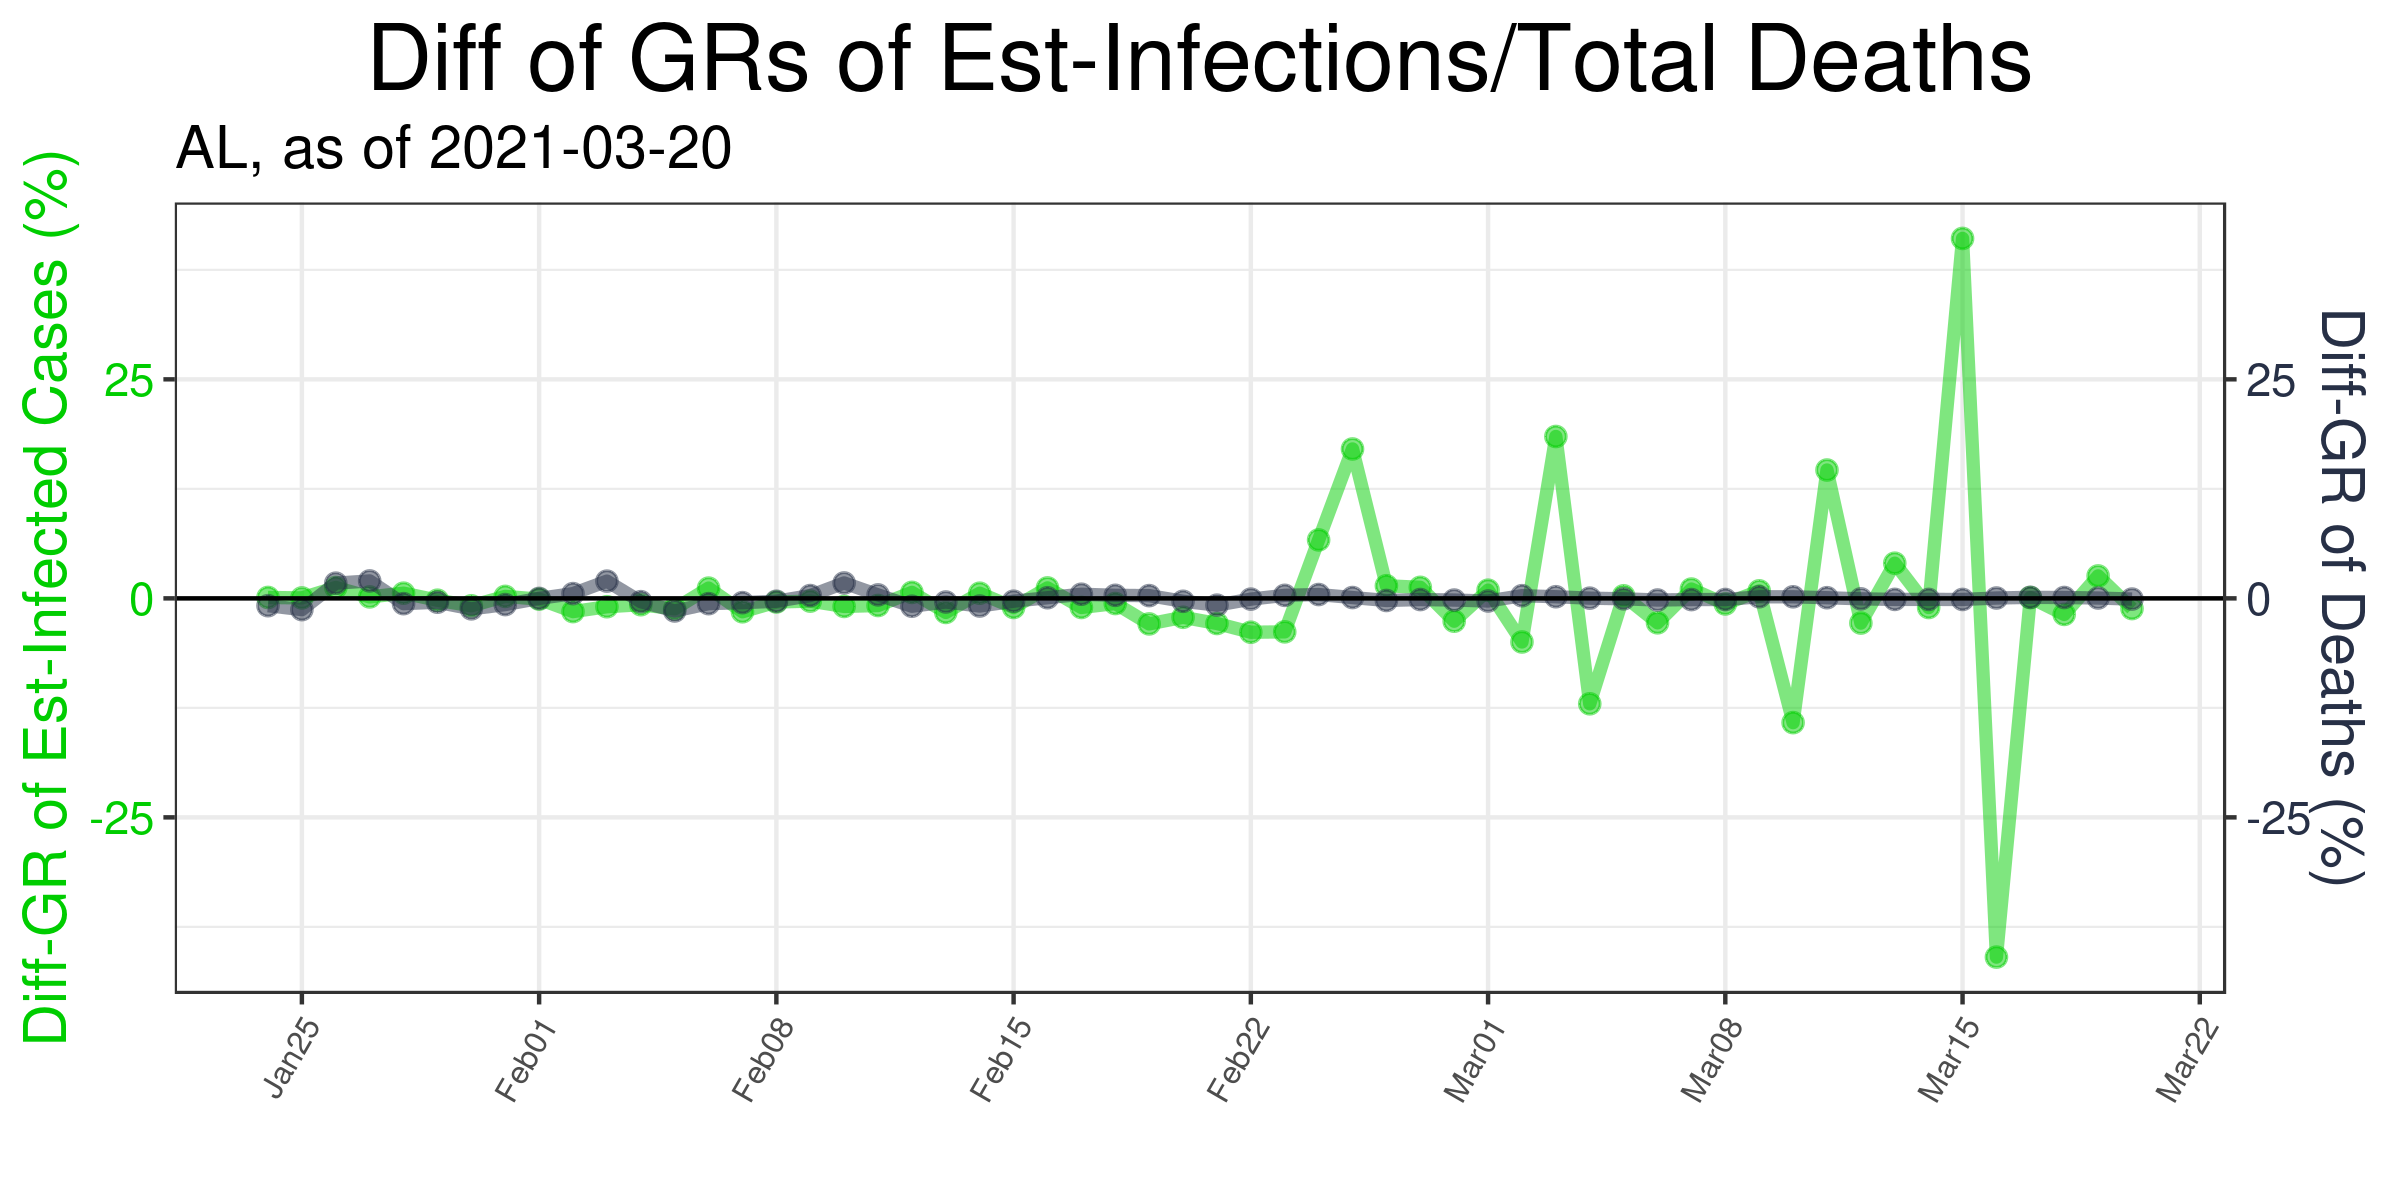 Diff of GRs of Est-Infections/Total Deaths
AL, as of 2021-03-20
Diff-GR of Est-Infected Cases (%)
25
0
-25
25
0
-25
Diff-GR of Deaths (%)
Jan25
Feb01
Feb08
Feb15
Feb22
Mar01
Mar08
Mar15
Mar22